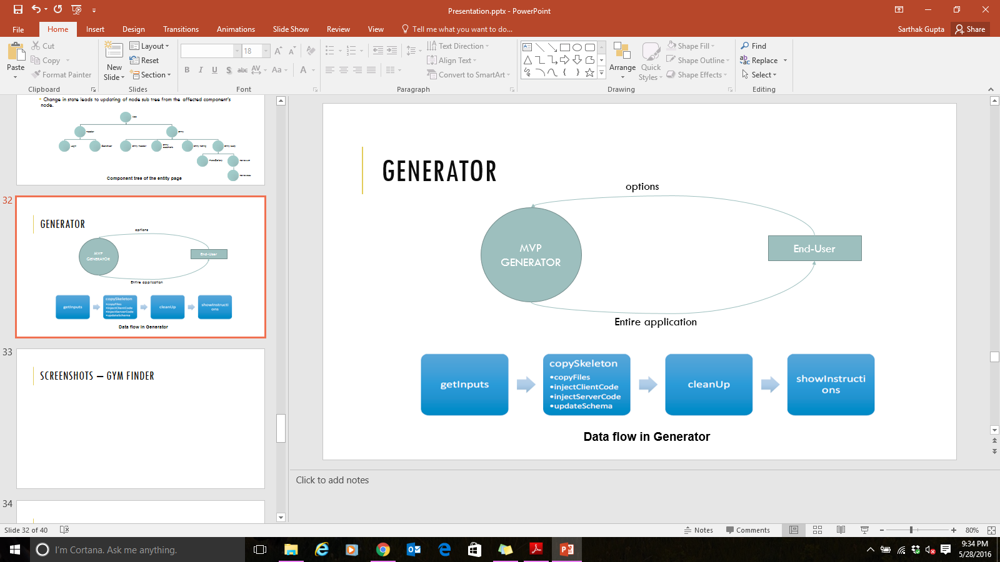 Presentation.pptx - PowerPoint
File
Home
Insert
Design
Transitions
Animations
Slide Show
Review
View
Tell me what you want to do...
Sarthak Gupta
Share
Paste
Cut
Copy
Format Painter
Clipboard
New
Slide
Layout
Reset
Section
Slides
18
B I U S abc AV Aa A
Font
Text Direction
Align Text
Convert to SmartArt
Paragraph
Arrange
Quick
Styles
Shape Fill
Shape Outline
Shape Effects
Drawing
Find
Replace
Select
Editing
Change in state leads to updating of node sub tree from the affected component's
node.
Component tree of the entity page
32
GENERATOR
options
MVP
GENERATOR
End-User
Entire application
getInputs
copySkeleton
•copyFiles
•injectClientCode
•injectServerCode
•updateSchema
cleanUp
showInstructi
ons
Data flow in Generator
33
SCREENSHOTS – GYM FINDER
34
GENERATOR
options
MVP
GENERATOR
End-User
Entire application
getInputs
copySkeleton
•copyFiles
•injectClientCode
•injectServerCode
•updateSchema
cleanUp
showInstructi
ons
Data flow in Generator
Click to add notes
Slide 32 of 40
Notes
Comments
80%
I'm Cortana. Ask me anything.
9:34 PM
5/28/2016